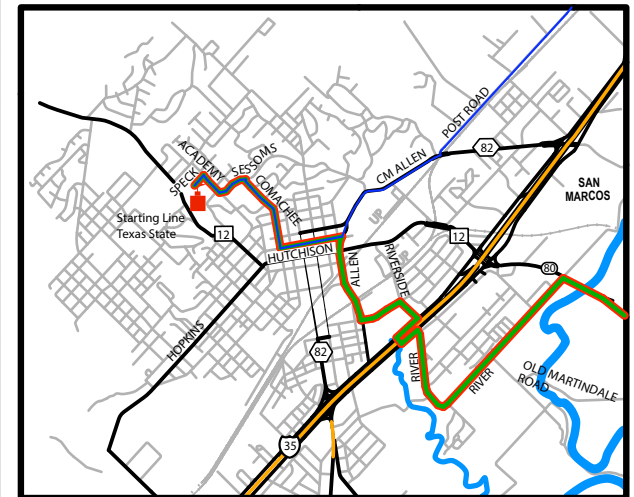 POST ROAD
82
CM ALLEN
SAN
MARCOS
ACADEMY
SESSOMS
SPECK
COMACHEE
Starting Line
Texas State
12
HUTCHISON
ALLEN
RIVERSIDE
12
80
HOPKINS
82
RIVER
RIVER
OLD MARTINDALE
ROAD
35